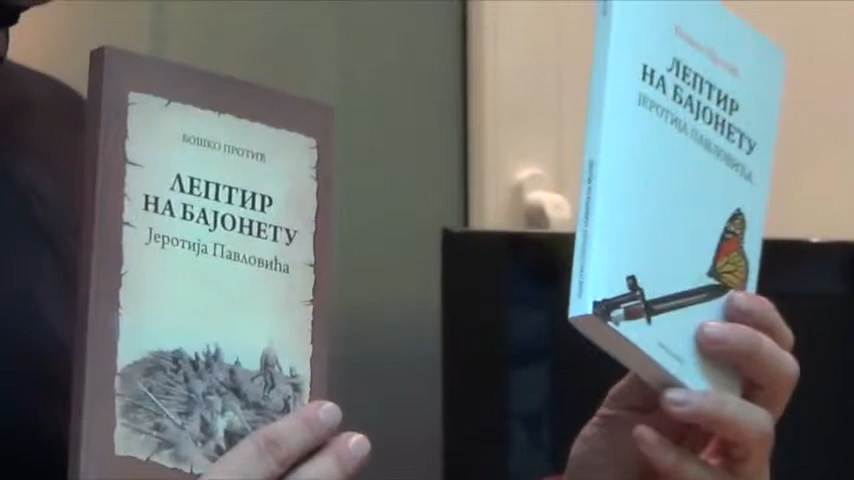 БОШКО ПРОТИЋ
ЛЕПТИР
НА БАЈОНЕТУ
Јеротија Павловића
ЛЕПТИР
НА БАЈОНЕТУ
ЈЕРОТИЈА ПАВЛОВИЋА